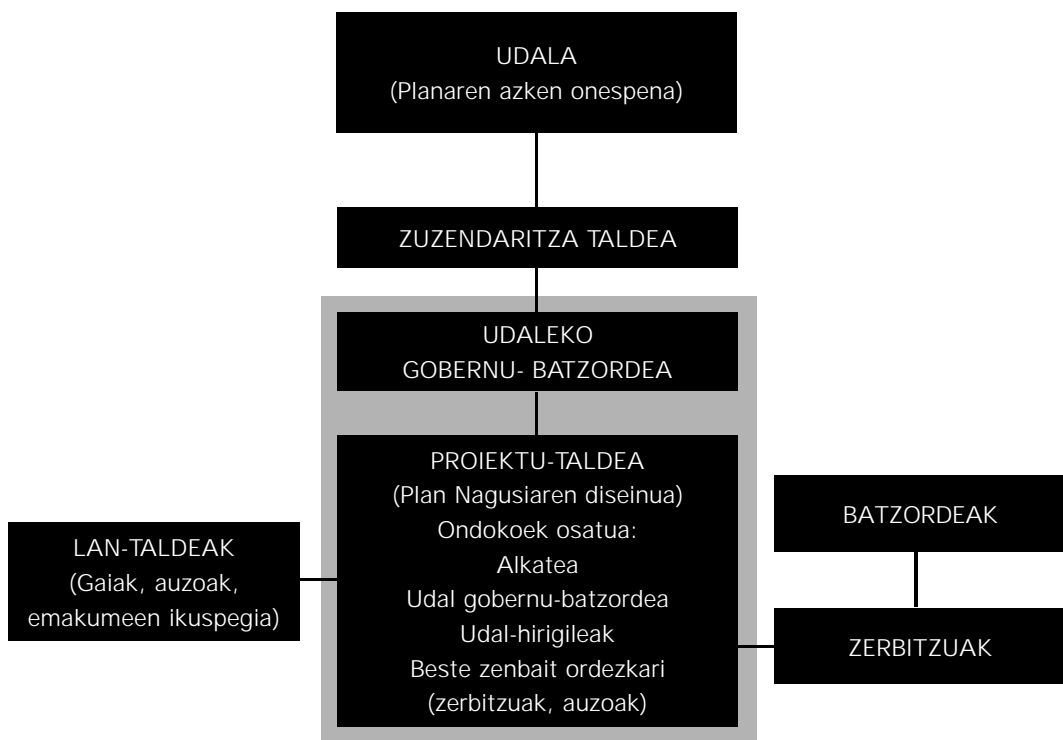 UDALA
(Planaren azken onespena)
ZUZENDARITZA TALDEA
UDALEKO
GOBERNU- BATZORDEA
PROIEKTU-TALDEA
(Plan Nagusiaren diseinua)
Ondokoek osatua:
Alkatea
Udal gobernu-batzordea
Udal-hirigileak
Beste zenbait ordezkari
(zerbitzuak, auzoak)
LAN-TALDEAK
(Gaiak, auzoak,
emakumeen ikuspegia)
BATZORDEAK
ZERBITZUAK